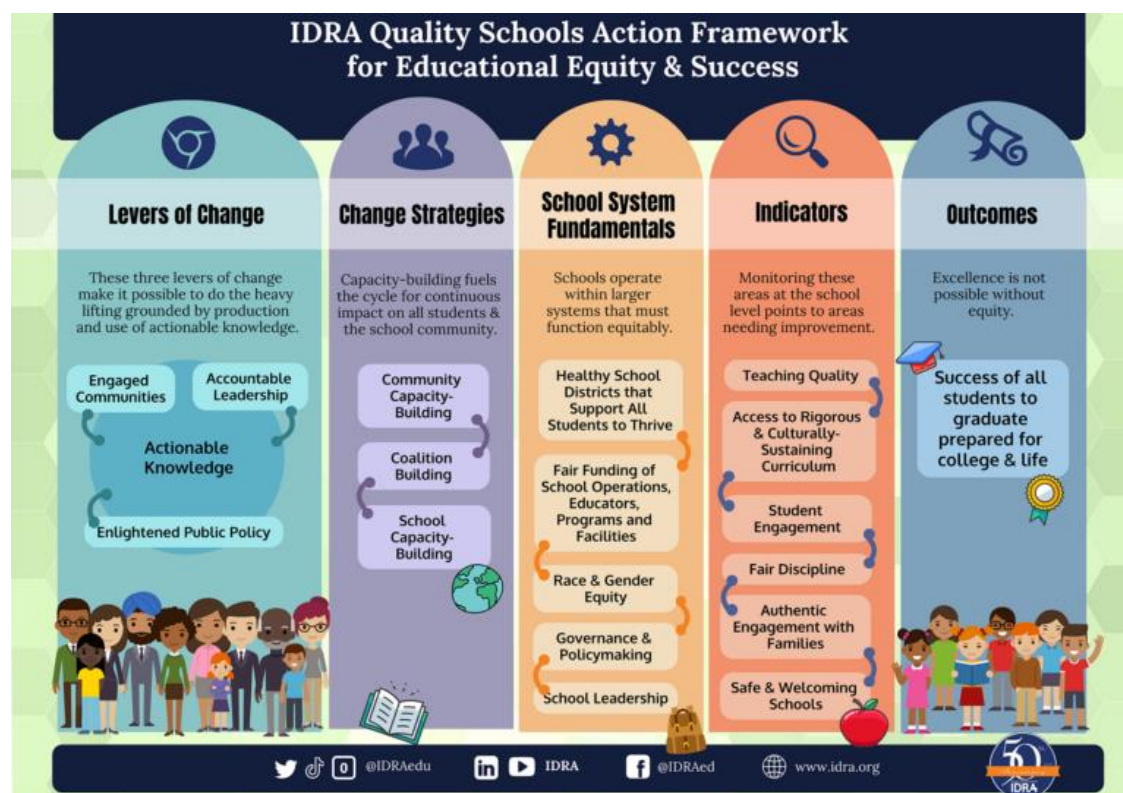 IDRA Quality Schools Action Framework
for Educational Equity & Success
Levers of Change
These three levers of change
make it possible to do the heavy
lifting grounded by production
and use of actionable knowledge.
Engaged
Communities
Accountable
Leadership
Actionable
Knowledge
Enlightened Public Policy
Change Strategies
Capacity-building fuels
the cycle for continuous
impact on all students &
the school community.
Community
Capacity-
Building
Coalition
Building
School
Capacity-
Building
School System
Fundamentals
Schools operate
within larger
systems that must
function equitably.
Healthy School
Districts that
Support All
Students to Thrive
Fair Funding of
School Operations,
Educators,
Programs and
Facilities
Race & Gender
Equity
Governance &
Policymaking
School Leadership
Indicators
Monitoring these
areas at the school
level points to areas
needing improvement.
Teaching Quality
Access to Rigorous
& Culturally-
Sustaining
Curriculum
Student
Engagement
Fair Discipline
Authentic
Engagement with
Families
Safe & Welcoming
Schools
Outcomes
Excellence is not
possible without
equity.
Success of all
students to
graduate
prepared for
college & life
@IDRAedu
in
IDRA
f
@IDRAed
www.idra.org
50
IDRA